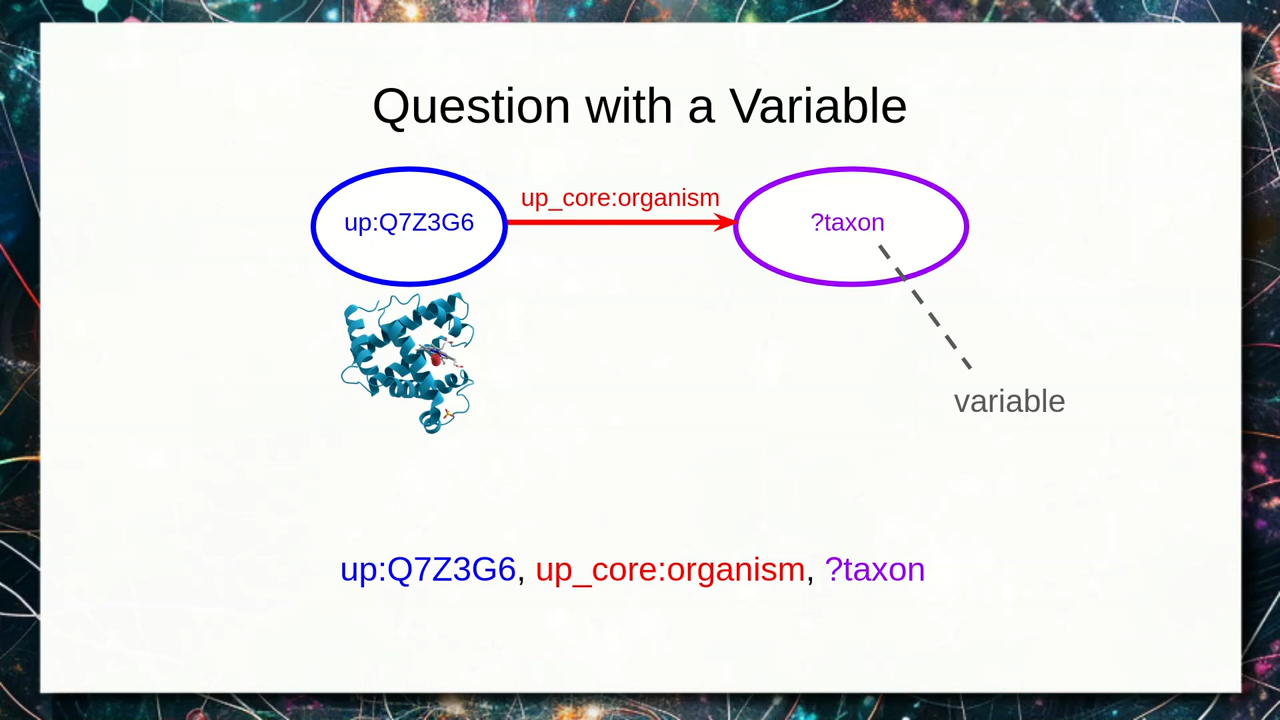 Question with a Variable
up_core:organism
up:Q7Z3G6
?taxon
variable
up:Q7Z3G6, up_core:organism, ?taxon